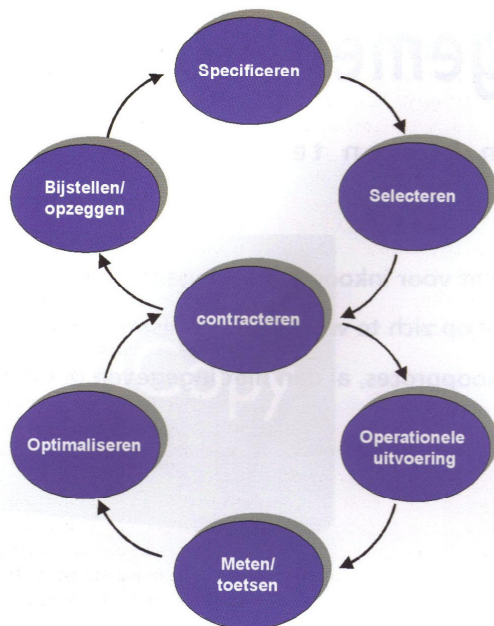 Specificeren
Selecteren
Bijstellen/
opzeggen
contracteren
Optimaliseren
Operationele
uitvoering
Meten/
toetsen